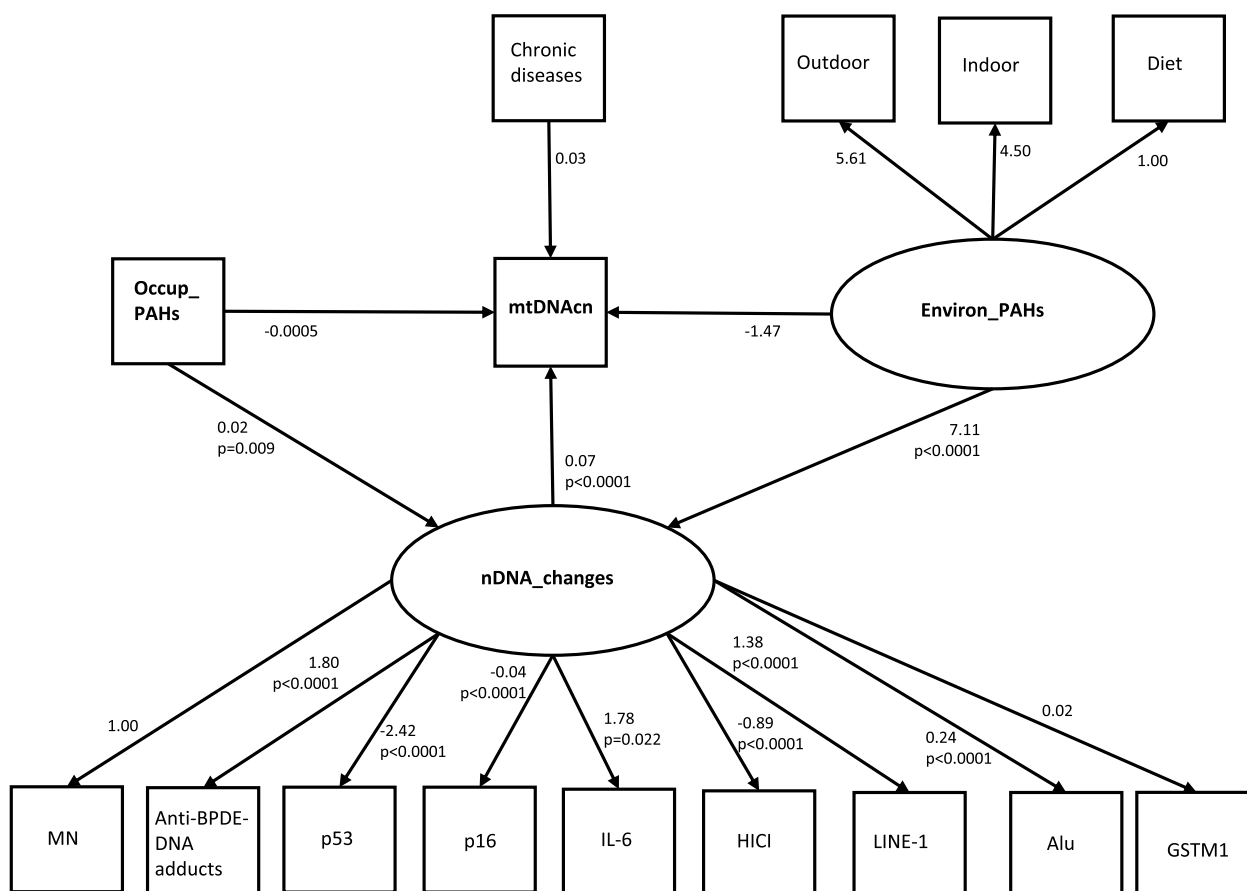 Chronic
diseases
Outdoor
Indoor
Diet
0.03
5.61
4.50
1.00
Occup_
PAHs
mtDNAcn
Environ_PAHs
-0.0005
-1.47
0.02
p=0.009
0.07
p<0.0001
7.11
p<0.0001
nDNA_changes
1.00
1.80
p<0.0001
-2.42
p<0.0001
-0.04
p<0.0001
1.78
p=0.022
-0.89
p<0.0001
1.38
p<0.0001
0.24
p<0.0001
0.02
MN
Anti-BPDE-
DNA
adducts
p53
p16
IL-6
HICI
LINE-1
Alu
GSTM1